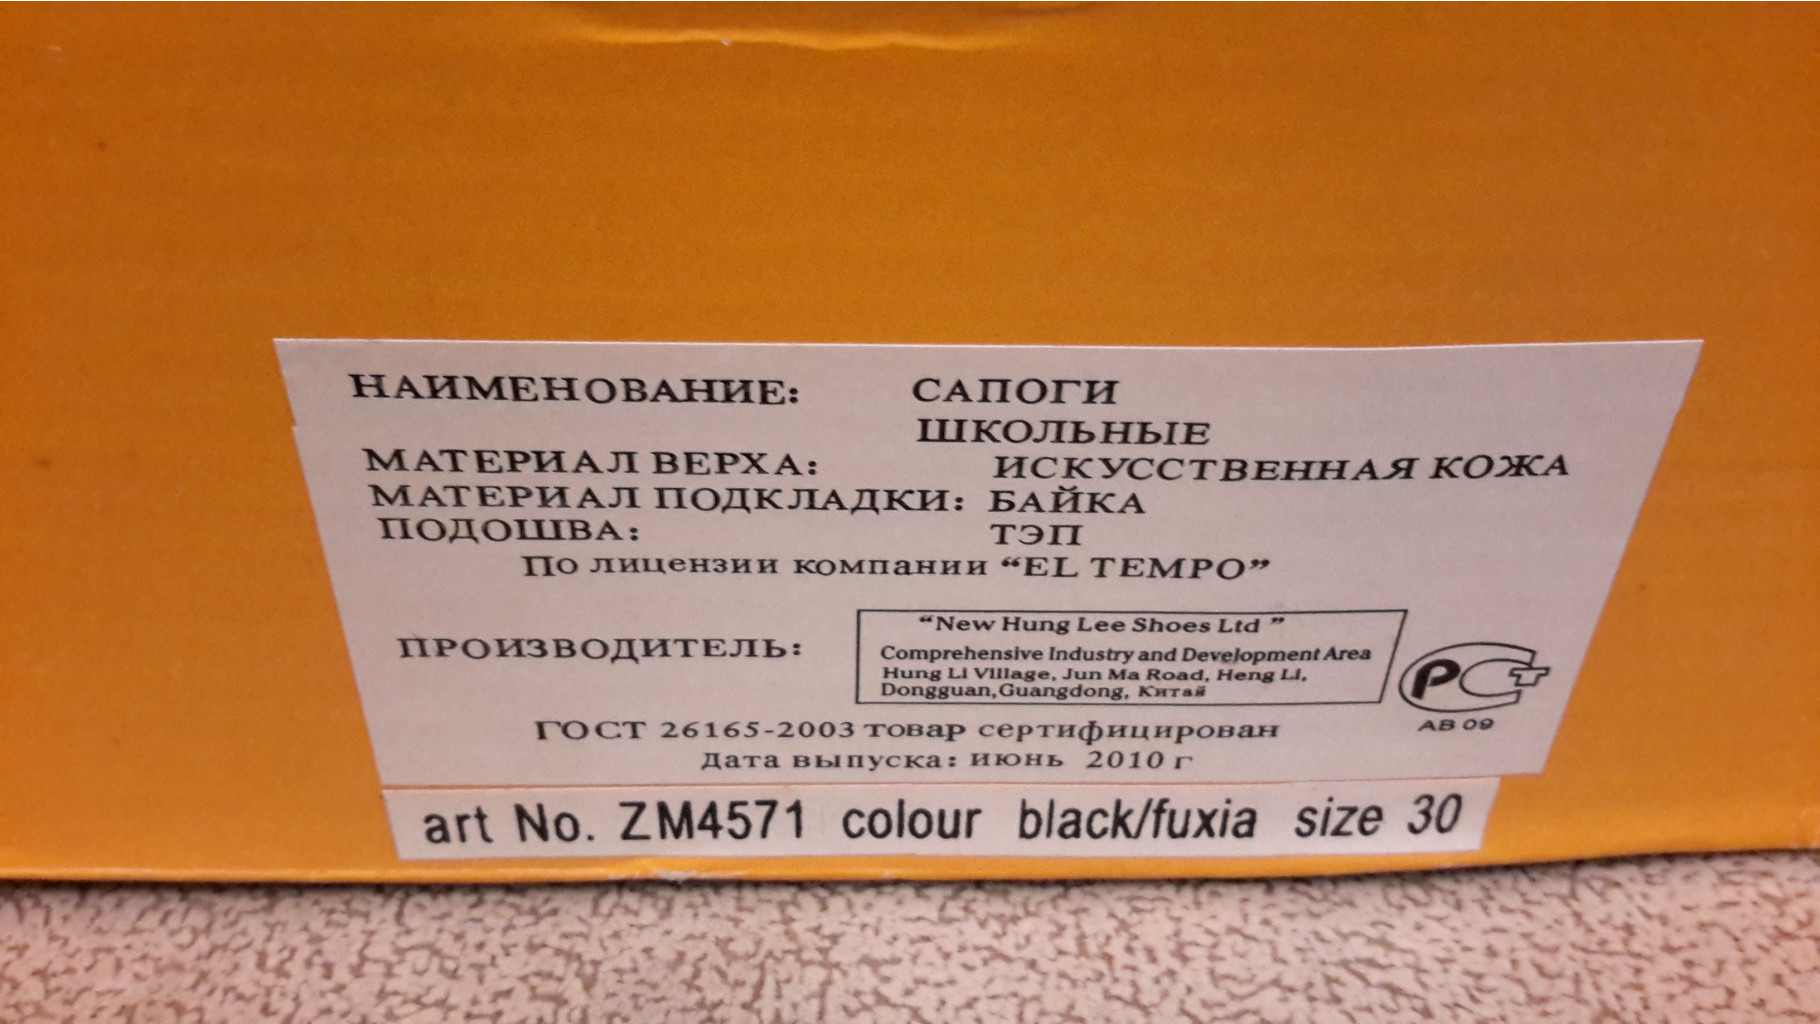 НАИМЕНОВАНИЕ: САПОГИ
ШКОЛЬНЫЕ
МАТЕРИАЛ ВЕРХА: ИСКУССТВЕННАЯ КОЖА
МАТЕРИАЛ ПОДКЛАДКИ: БАЙКА
ПОДОШВА: ТЭП
По лицензии компании “EL TEMPO”
ПРОИЗВОДИТЕЛЬ:
“New Hung Lee Shoes Ltd ”
Comprehensive Industry and Development Area
Hung Li Village, Jun Ma Road, Heng Li,
Dongguan,Guangdong, Китай
РСТ
АВ 09
ГОСТ 26165-2003 товар сертифицирован
Дата выпуска: июнь 2010 г
art No. ZM4571 colour black/fuxia size 30